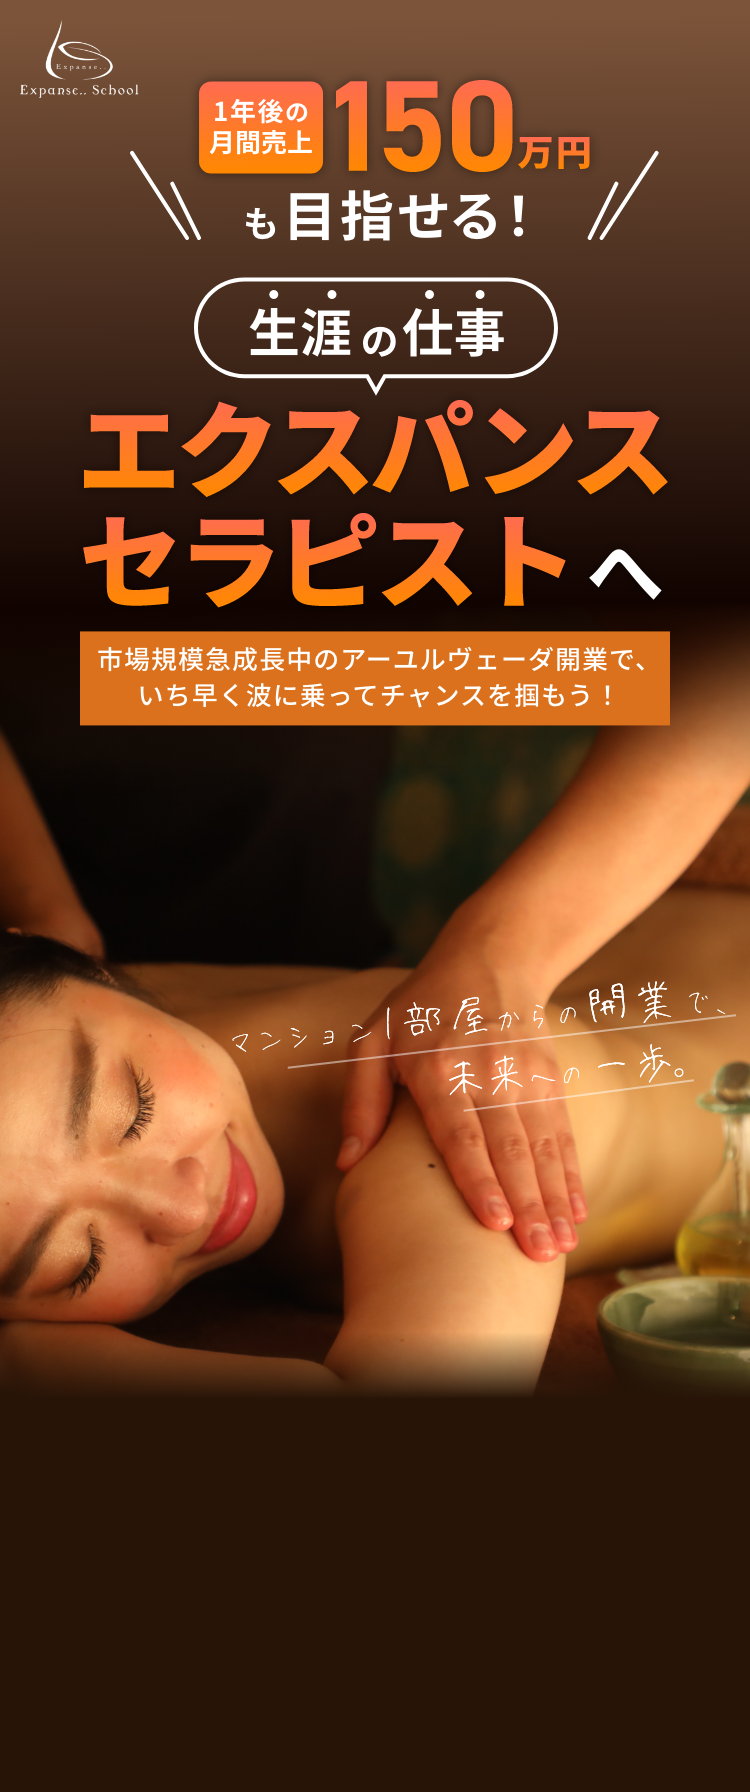 Expanse..
Expanse.. School
1年後の
月間売上
150万円
も目指せる！
生涯の仕事
エクスパンス
セラピストへ
市場規模急成長中のアーユルヴェーダ開業で、
いち早く波に乗ってチャンスを掴もう！
マンション1部屋からの開業で、
未来への一歩。